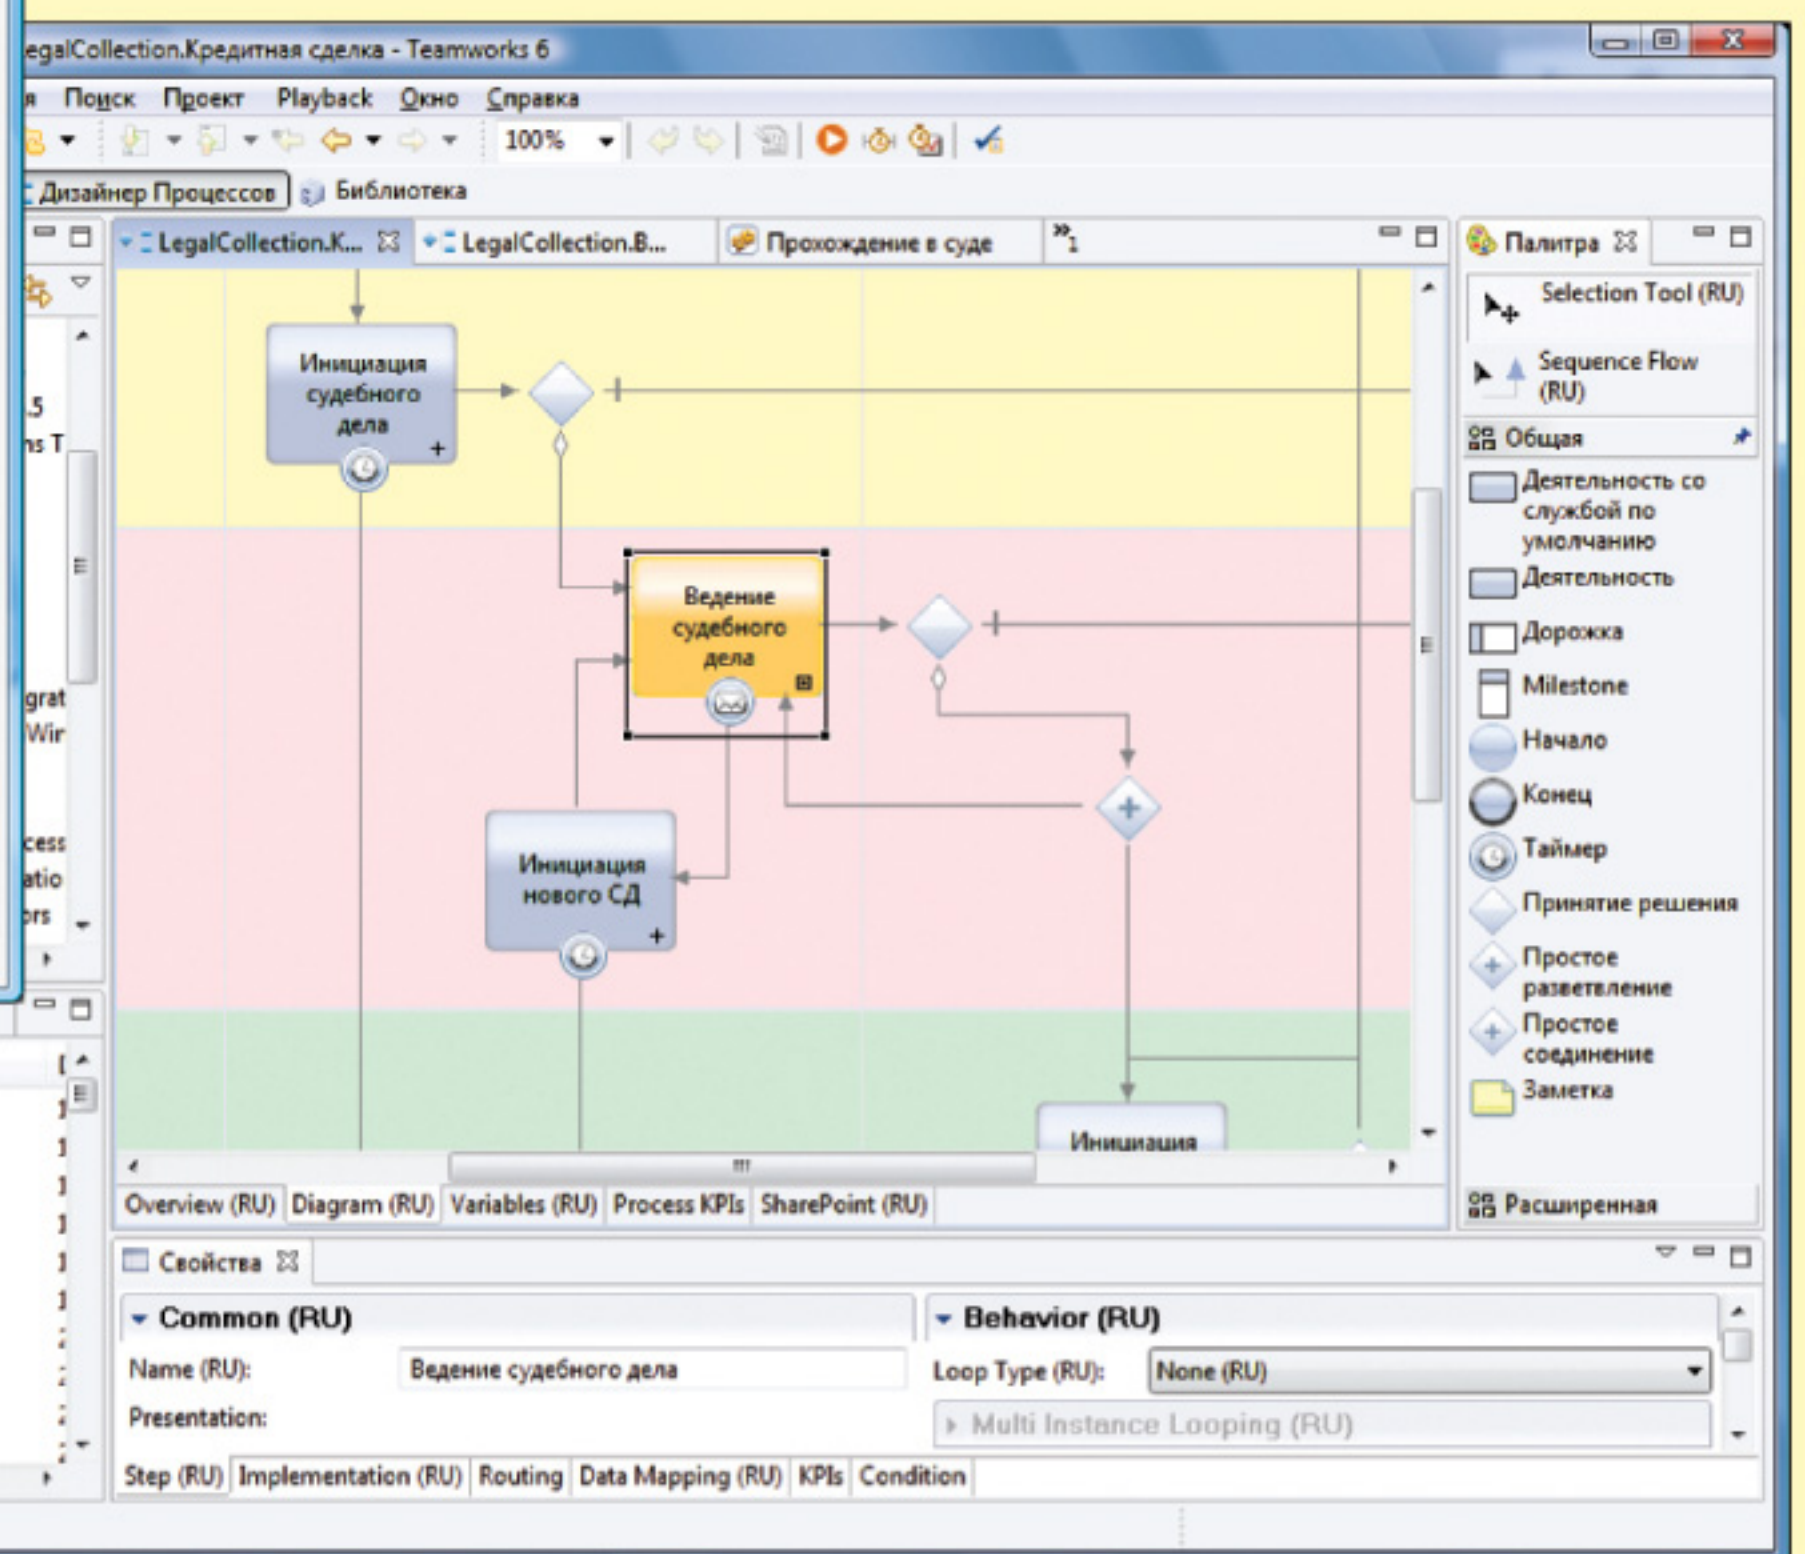 egalCollection.Кредитная сделка - Teamworks 6
я Поиск Проект Playback Окно Справка
100%
Дизайнер Процессов Библиотека
LegalCollection.K... LegalCollection.B... Прохождение в суде »1
Палитра
Selection Tool (RU)
Sequence Flow
(RU)
Общая
Деятельность со
службой по
умолчанию
Деятельность
Дорожка
Milestone
Начало
Конец
Таймер
Принятие решения
Простое
разветвление
Простое
соединение
Заметка
Расширенная
.5
ns T
grat
Wir
cess
atio
ors
Инициация
судебного
дела
Ведение
судебного
дела
Инициация
нового СД
Инициация
Overview (RU) Diagram (RU) Variables (RU) Process KPIs SharePoint (RU)
Свойства
Common (RU)
Name (RU): Ведение судебного дела
Presentation:
Behavior (RU)
Loop Type (RU): None (RU)
Multi Instance Looping (RU)
Step (RU) Implementation (RU) Routing Data Mapping (RU) KPIs Condition